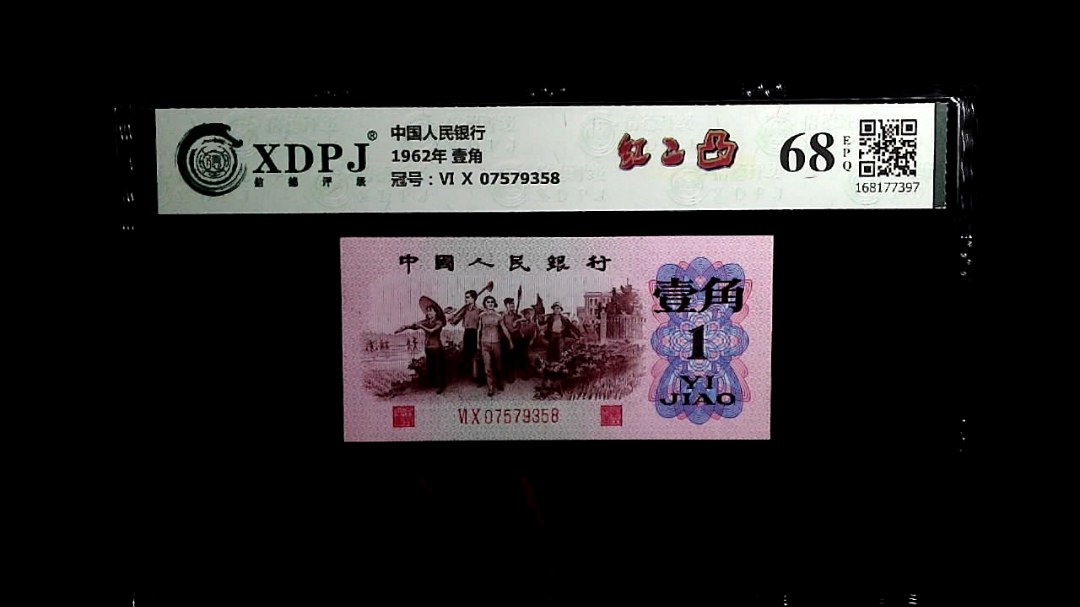 XDPJ®
信德评级
中国人民银行
1962年 壹角
冠号：VI X 07579358
红二凸
68
EPQ
168177397
中國人民銀行
壹角
1
YI
JIAO
VI X 07579358